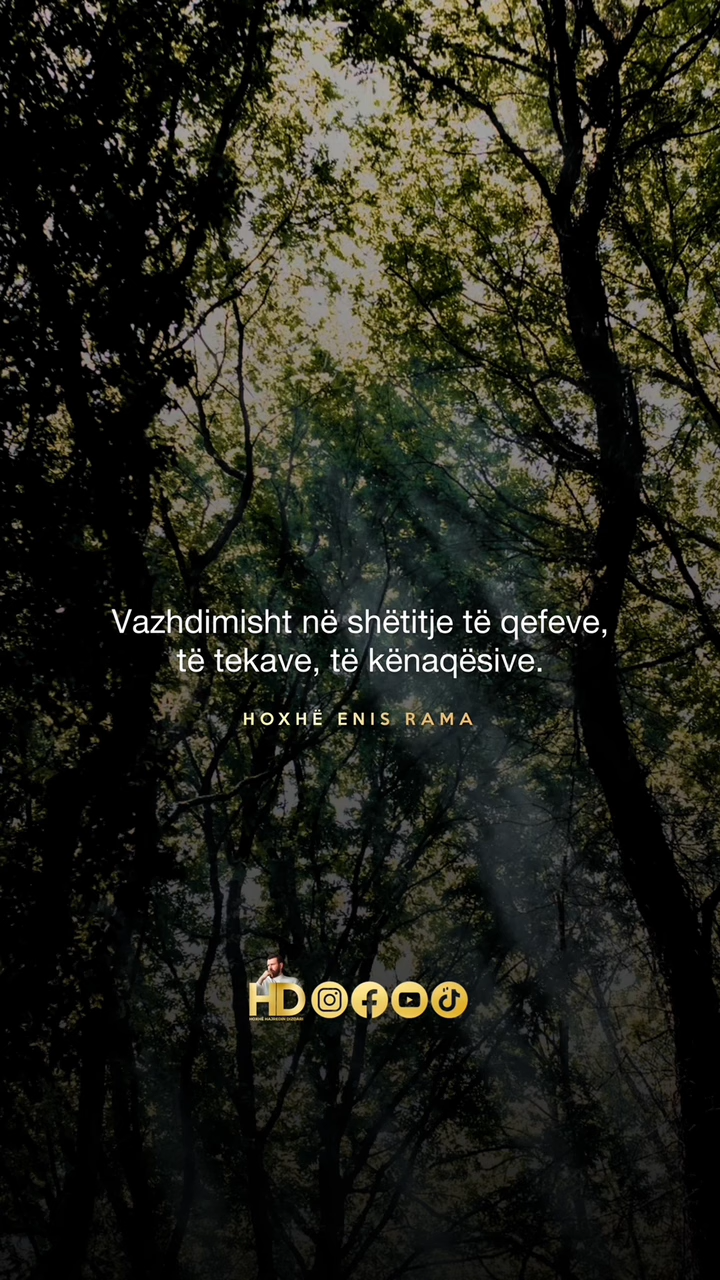 Vazhdimisht në shëtitje të qefeve,
të tekave, të kënaqësive.
HOXHË ENIS RAMA
HD